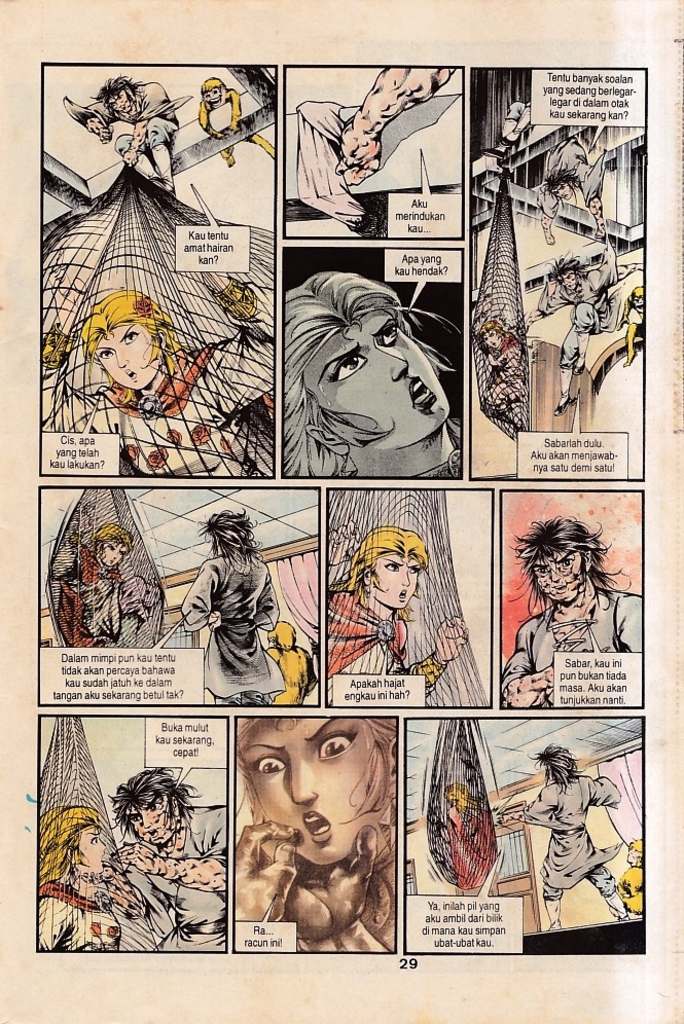 Kau tentu
amat hairan
kan?
Cis, apa
yang telah
kau lakukan?
Aku
merindukan
kau...
Apa yang
kau hendak?
Tentu banyak soalan
yang sedang berlegar-
legar di dalam otak
kau sekarang kan?
Sabarlah dulu.
Aku akan menjawab-
nya satu demi satu!
Dalam mimpi pun kau tentu
tidak akan percaya bahawa
kau sudah jatuh ke dalam
tangan aku sekarang betul tak?
Apakah hajat
engkau ini hah?
Sabar, kau ini
pun bukan tiada
masa. Aku akan
tunjukkan nanti.
Buka mulut
kau sekarang,
cepat!
Ra...
racun ini!
Ya, inilah pil yang
aku ambil dari bilik
di mana kau simpan
ubat-ubat kau.
29